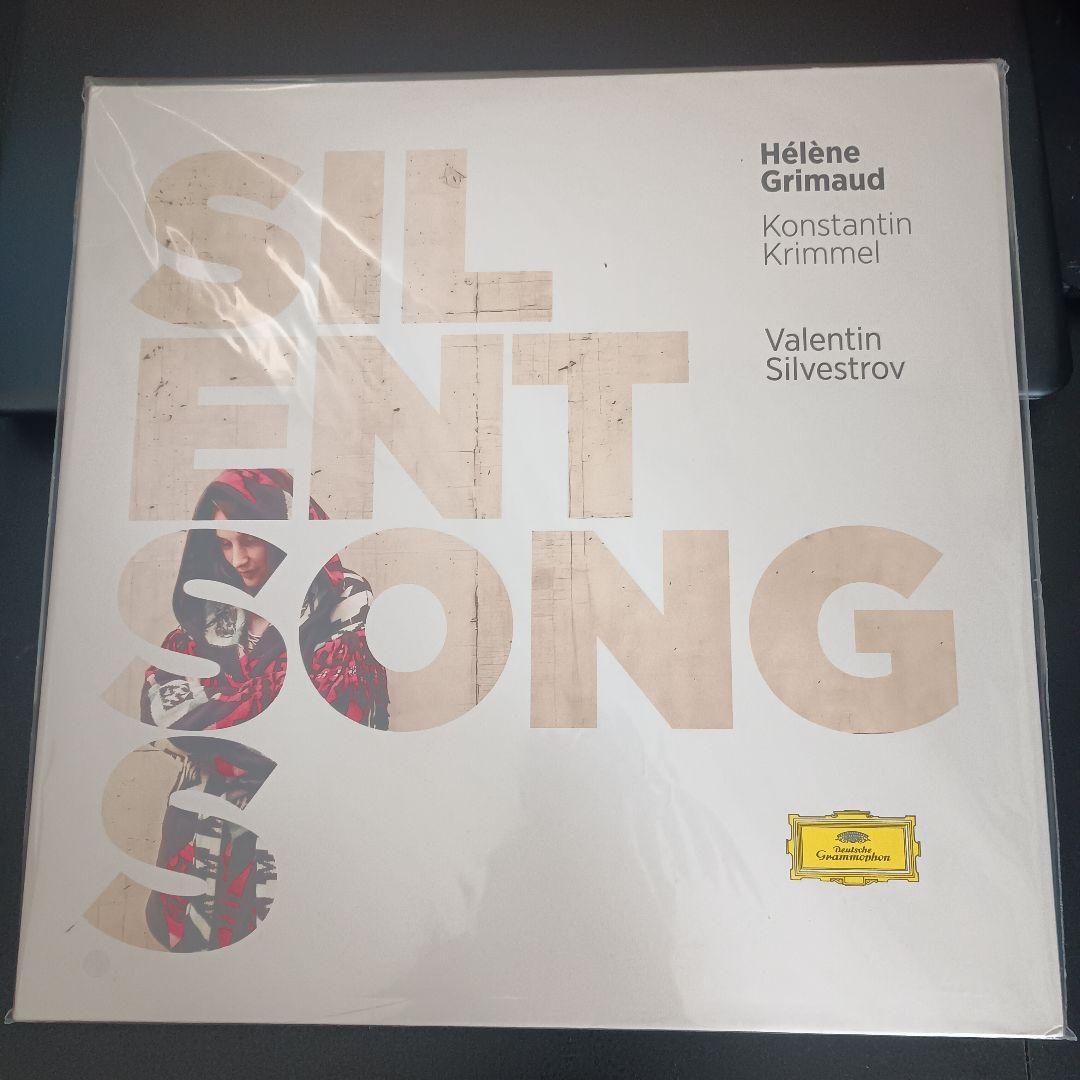 SIL
ENT
SONG
S
Hélène
Grimaud
Konstantin
Krimmel
Valentin
Silvestrov
Deutsche
Grammophon